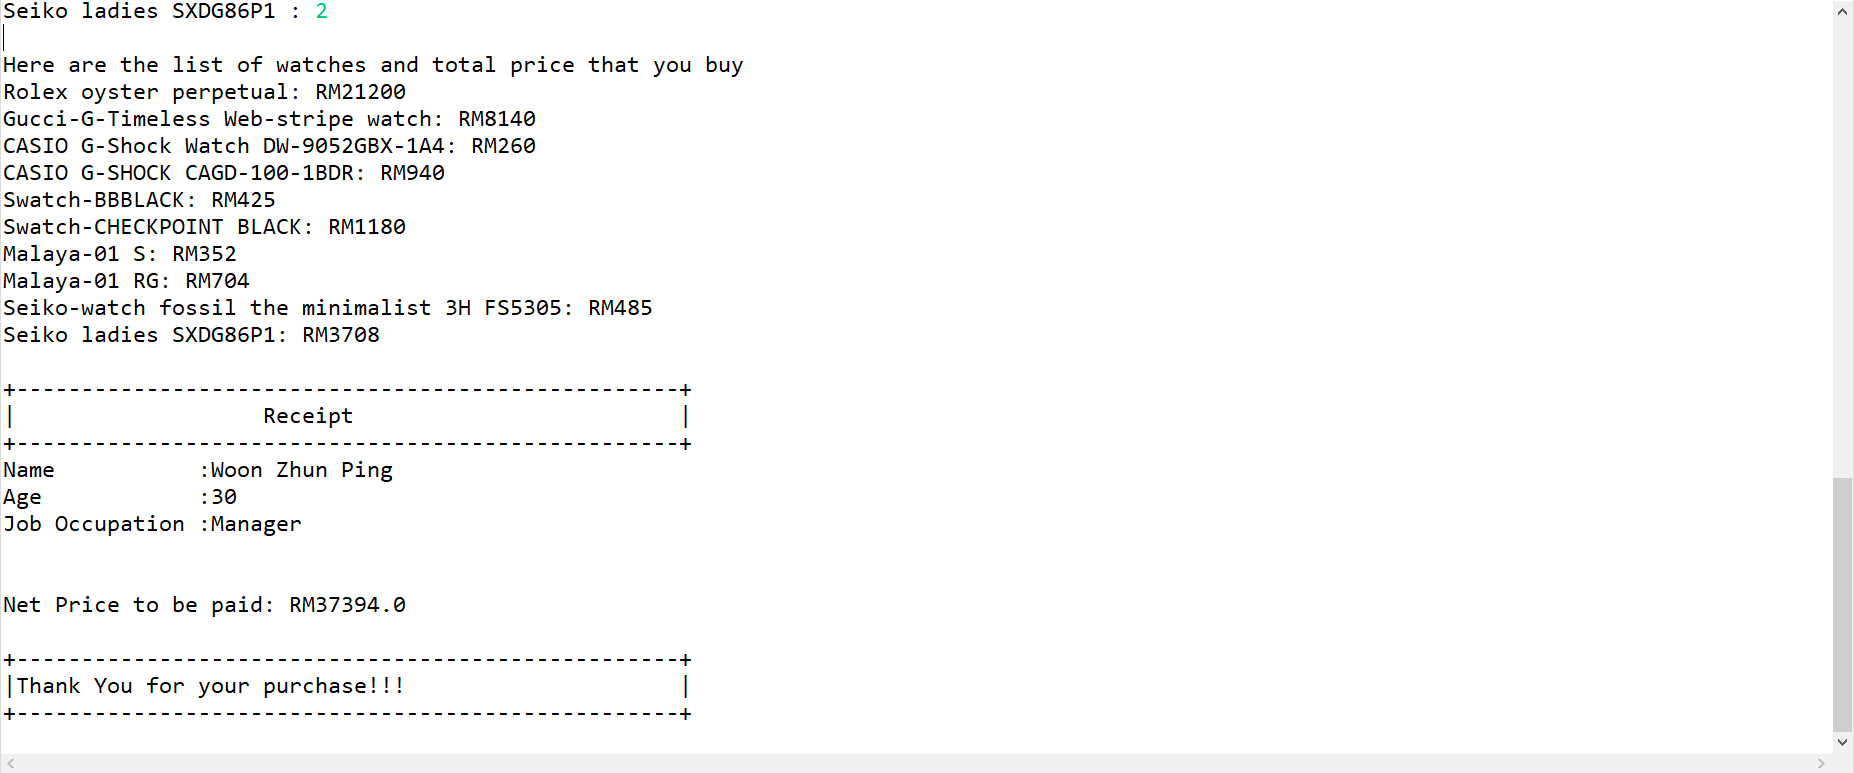 Seiko ladies SXDG86P1 : 2
Here are the list of watches and total price that you buy
Rolex oyster perpetual: RM21200
Gucci-G-Timeless Web-stripe watch: RM8140
CASIO G-Shock Watch DW-9052GBX-1A4: RM260
CASIO G-SHOCK CAGD-100-1BDR: RM940
Swatch-BBBLACK: RM425
Swatch-CHECKPOINT BLACK: RM1180
Malaya-01 S: RM352
Malaya-01 RG: RM704
Seiko-watch fossil the minimalist 3H FS5305: RM485
Seiko ladies SXDG86P1: RM3708
+---------------------------------------------------+
|                   Receipt                         |
+---------------------------------------------------+
Name           :Woon Zhun Ping
Age            :30
Job Occupation :Manager
Net Price to be paid: RM37394.0
+---------------------------------------------------+
|Thank You for your purchase!!!                     |
+---------------------------------------------------+